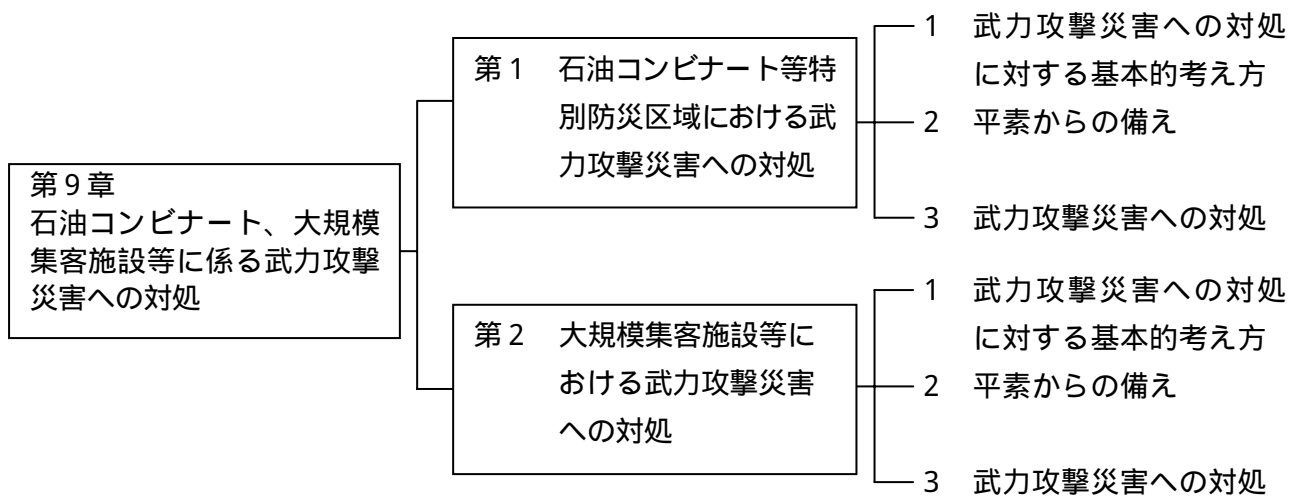 第9章
石油コンビナート、大規模
集客施設等に係る武力攻撃
災害への対処
第1 石油コンビナート等特
別防災区域における武
力攻撃災害への対処
1 武力攻撃災害への対処
に対する基本的考え方
2 平素からの備え
3 武力攻撃災害への対処
第2 大規模集客施設等に
おける武力攻撃災害
への対処
1 武力攻撃災害への対処
に対する基本的考え方
2 平素からの備え
3 武力攻撃災害への対処